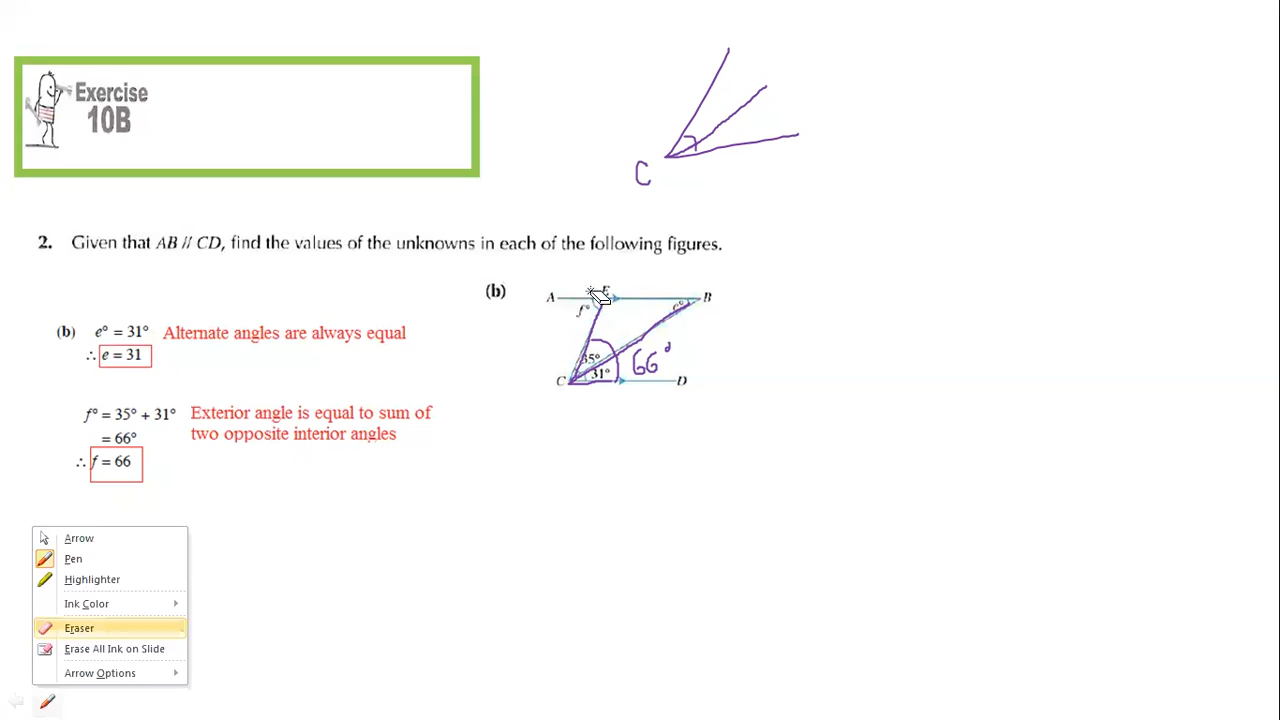 Exercise
10B
C
2. Given that AB // CD, find the values of the unknowns in each of the following figures.
(b)
A E B
f° e°
35° 66°
31°
C D
(b) e° = 31° Alternate angles are always equal
∴ e = 31
f° = 35° + 31° Exterior angle is equal to sum of
= 66° two opposite interior angles
∴ f = 66
Arrow
Pen
Highlighter
Ink Color
Eraser
Erase All Ink on Slide
Arrow Options